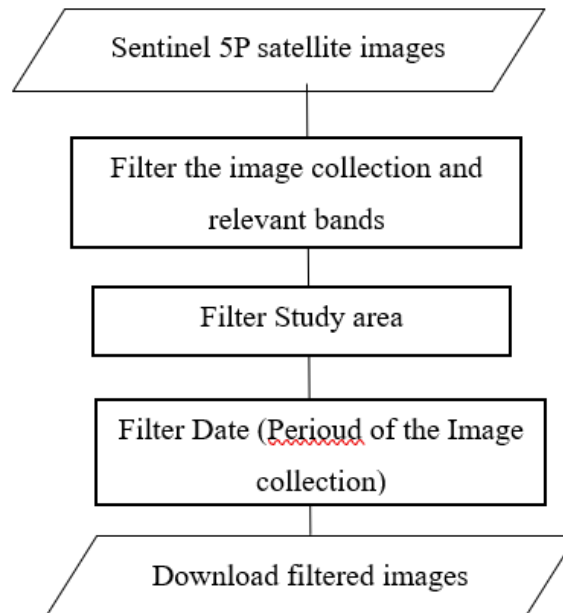 Sentinel 5P satellite images
Filter the image collection and
relevant bands
Filter Study area
Filter Date (Perioud of the Image
collection)
Download filtered images